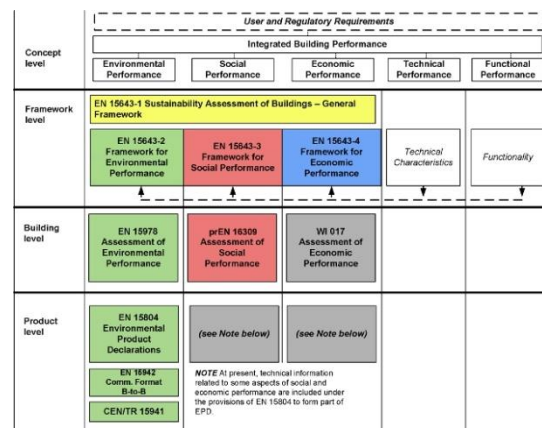 User and Regulatory Requirements
Integrated Building Performance
Concept
level
Environmental
Performance
Social
Performance
Economic
Performance
Technical
Performance
Functional
Performance
Framework
level
EN 15643-1 Sustainability Assessment of Buildings – General
Framework
EN 15643-2
Framework for
Environmental
Performance
EN 15643-3
Framework for
Social Performance
EN 15643-4
Framework for
Economic
Performance
Technical
Characteristics
Functionality
Building
level
EN 15978
Assessment of
Environmental
Performance
prEN 16309
Assessment of
Social
Performance
WI 017
Assessment of
Economic
Performance
Product
level
EN 15804
Environmental
Product
Declarations
(see Note below)
(see Note below)
EN 15942
Comm. Format
B-to-B
CEN/TR 15941
NOTE At present, technical information
related to some aspects of social and
economic performance are included under
the provisions of EN 15804 to form part of
EPD.